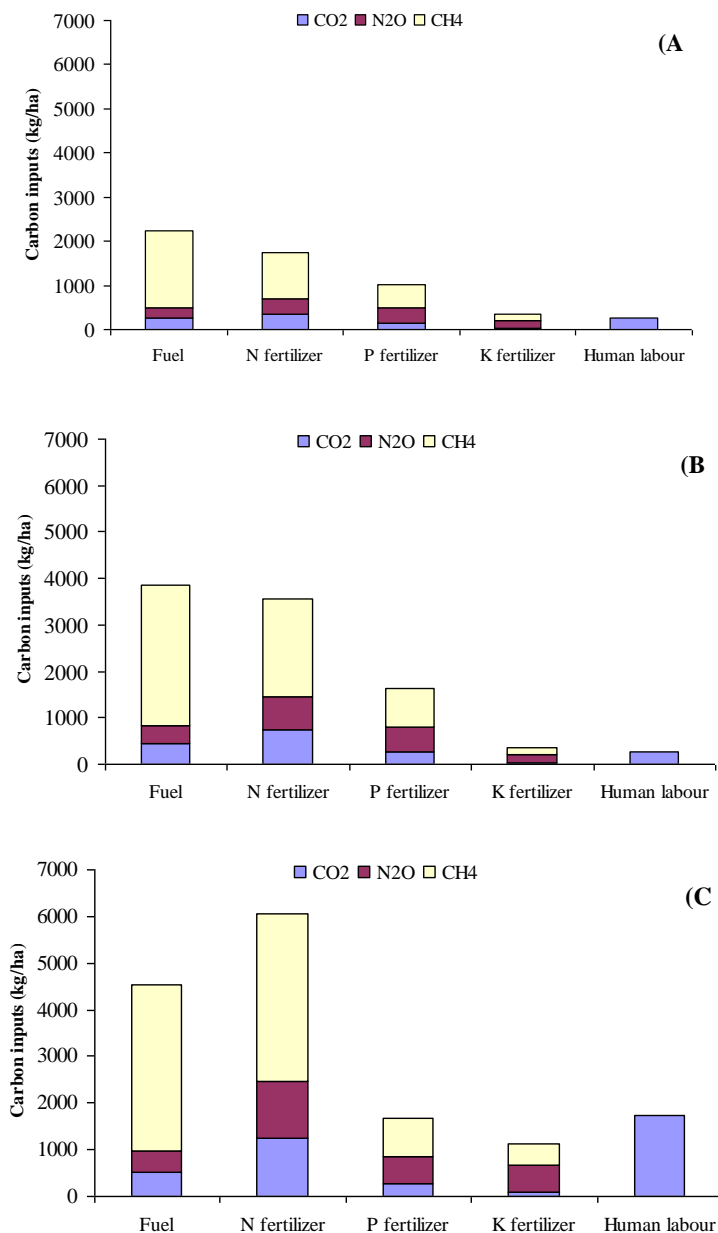 CO2 N2O CH4
(A
7000
6000
5000
4000
3000
2000
1000
0
Carbon inputs (kg/ha)
Fuel N fertilizer P fertilizer K fertilizer Human labour
CO2 N2O CH4
(B
7000
6000
5000
4000
3000
2000
1000
0
Carbon inputs (kg/ha)
Fuel N fertilizer P fertilizer K fertilizer Human labour
CO2 N2O CH4
(C
7000
6000
5000
4000
3000
2000
1000
0
Carbon inputs (kg/ha)
Fuel N fertilizer P fertilizer K fertilizer Human labour